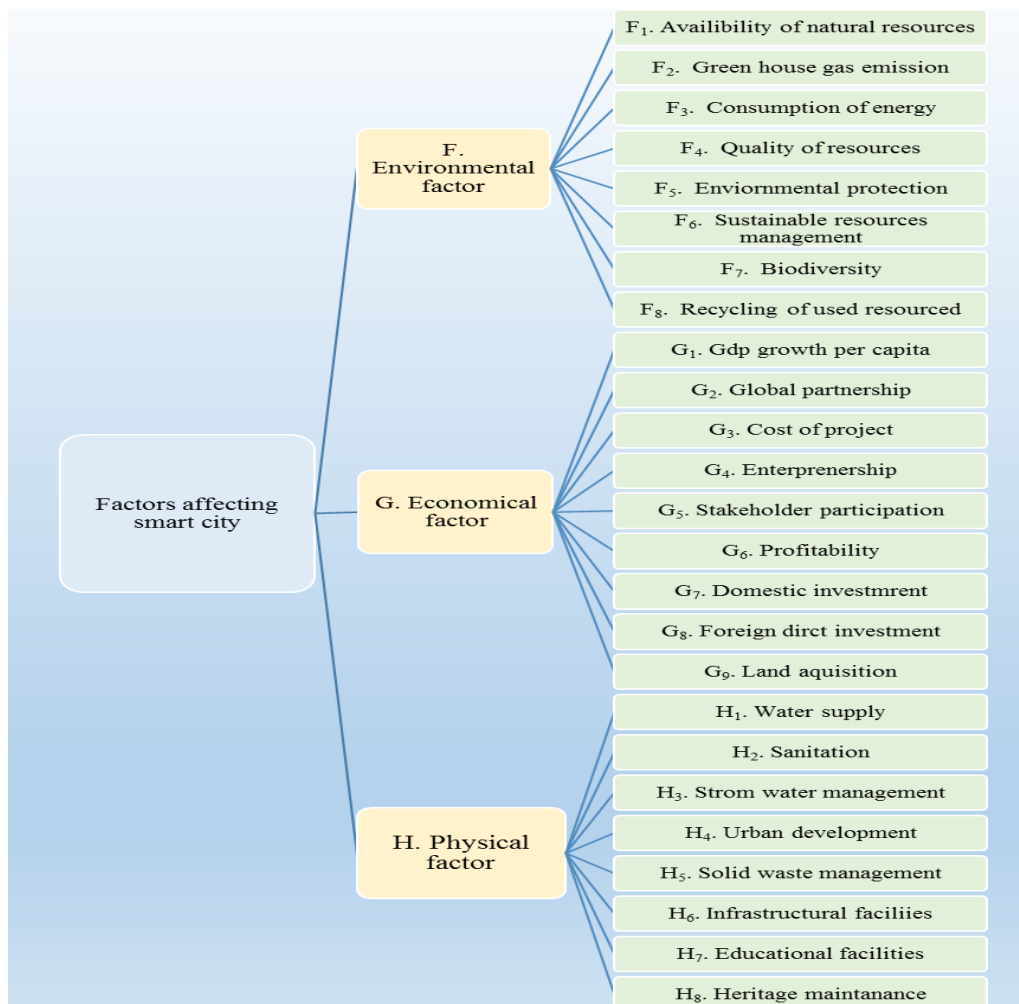 Factors affecting
smart city
F.
Environmental
factor
F₁. Availibility of natural resources
F₂. Green house gas emission
F₃. Consumption of energy
F₄. Quality of resources
F₅. Enviornmental protection
F₆. Sustainable resources
management
F₇. Biodiversity
F₈. Recycling of used resourced
G. Economical
factor
G₁. Gdp growth per capita
G₂. Global partnership
G₃. Cost of project
G₄. Enterprenership
G₅. Stakeholder participation
G₆. Profitability
G₇. Domestic investmrent
G₈. Foreign dirct investment
G₉. Land aquisition
H. Physical
factor
H₁. Water supply
H₂. Sanitation
H₃. Strom water management
H₄. Urban development
H₅. Solid waste management
H₆. Infrastructural faciliies
H₇. Educational facilities
H₈. Heritage maintanance